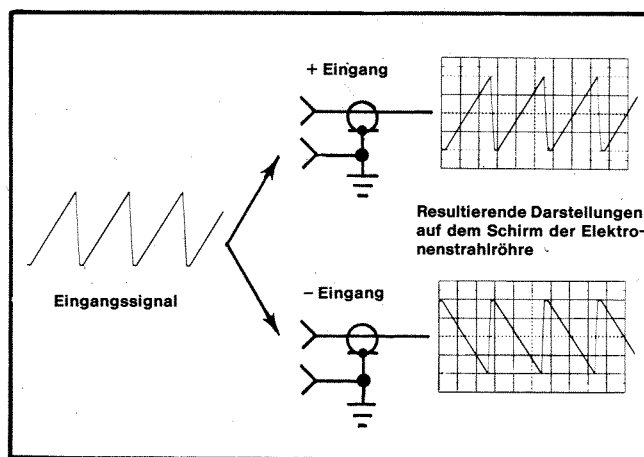 + Eingang
Resultierende Darstellungen
auf dem Schirm der Elektro-
nenstrahlröhre
Eingangssignal
– Eingang